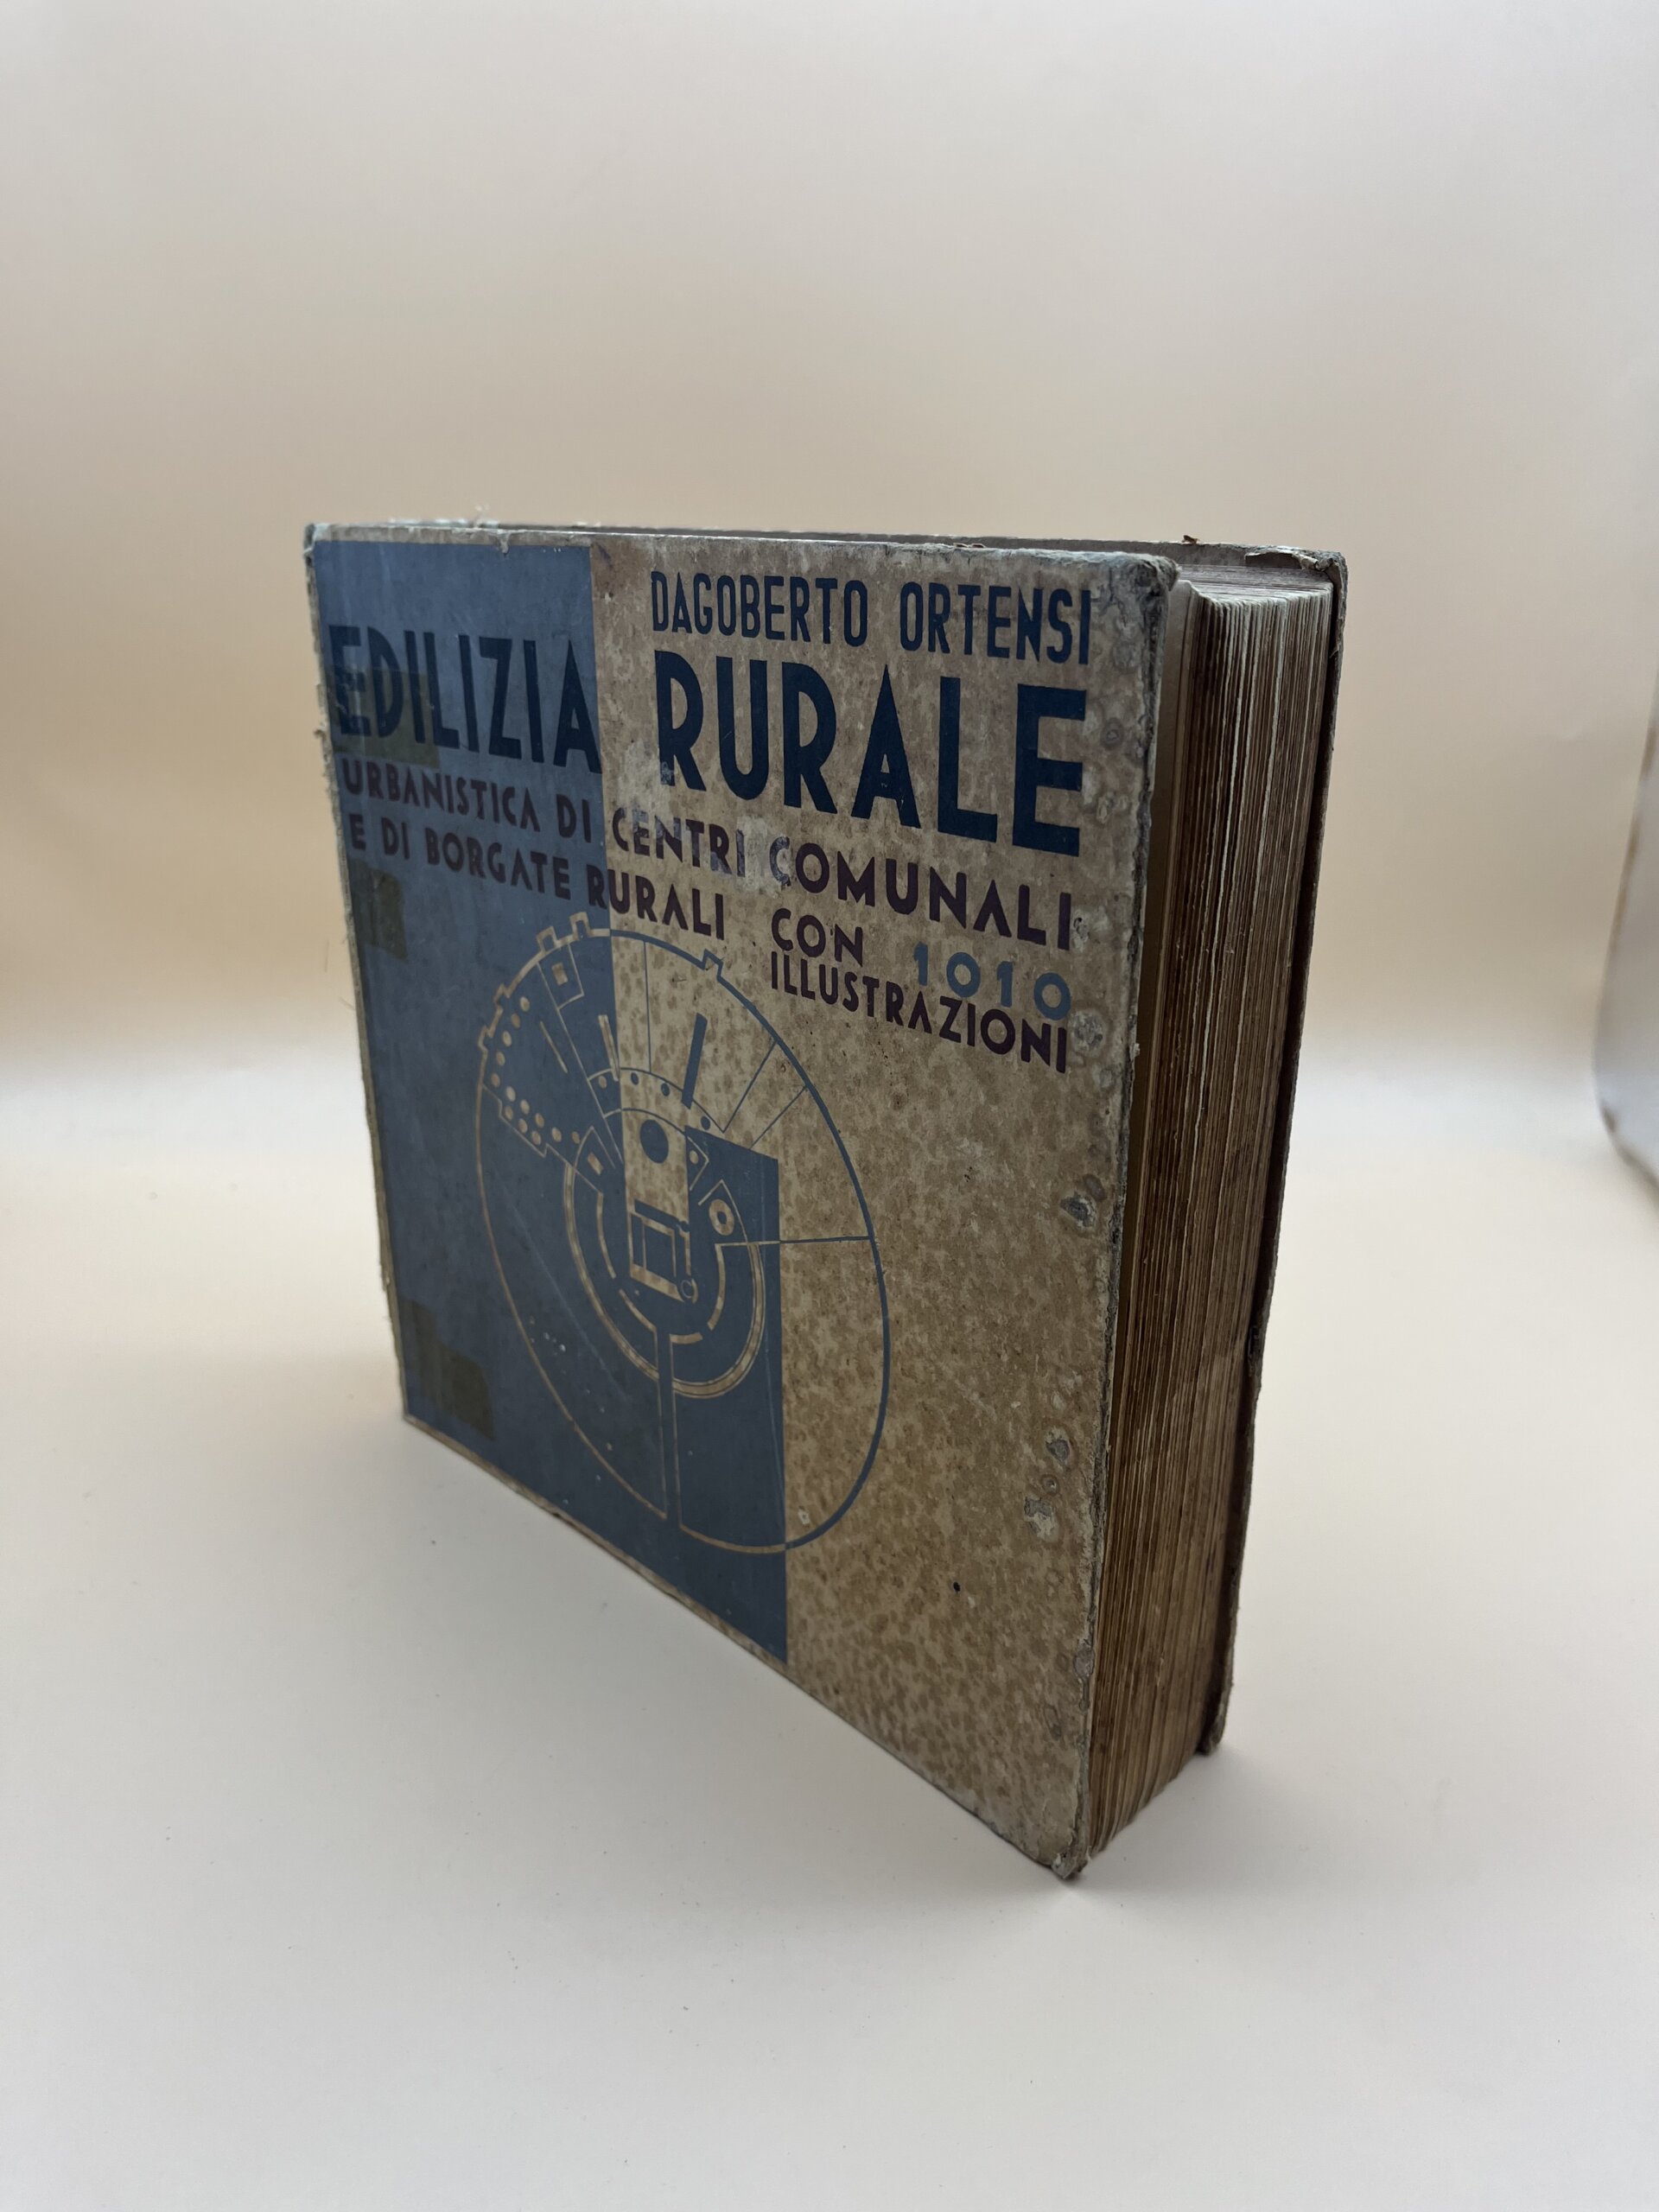 DAGOBERTO ORTENSI
EDILIZIA RURALE
URBANISTICA DI CENTRI COMUNALI
E DI BORGATE RURALI CON 1010
ILLUSTRAZIONI